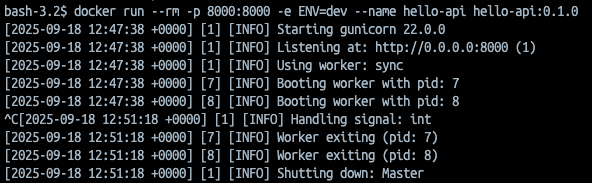 bash-3.2$ docker run --rm -p 8000:8000 -e ENV=dev --name hello-api hello-api:0.1.0
[2025-09-18 12:47:38 +0000] [1] [INFO] Starting gunicorn 22.0.0
[2025-09-18 12:47:38 +0000] [1] [INFO] Listening at: http://0.0.0.0:8000 (1)
[2025-09-18 12:47:38 +0000] [1] [INFO] Using worker: sync
[2025-09-18 12:47:38 +0000] [7] [INFO] Booting worker with pid: 7
[2025-09-18 12:47:38 +0000] [8] [INFO] Booting worker with pid: 8
^C[2025-09-18 12:51:18 +0000] [1] [INFO] Handling signal: int
[2025-09-18 12:51:18 +0000] [7] [INFO] Worker exiting (pid: 7)
[2025-09-18 12:51:18 +0000] [8] [INFO] Worker exiting (pid: 8)
[2025-09-18 12:51:18 +0000] [1] [INFO] Shutting down: Master